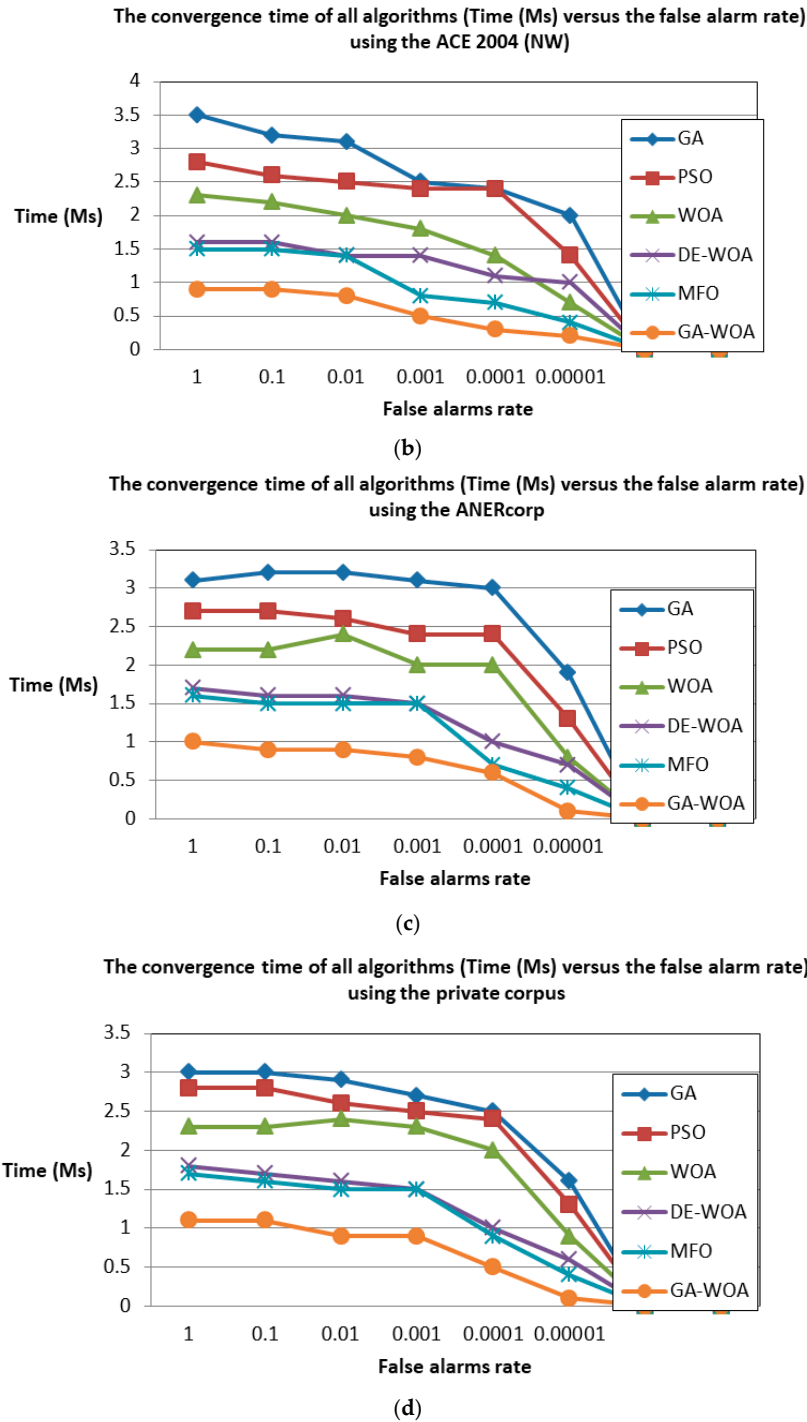 The convergence time of all algorithms (Time (Ms) versus the false alarm rate)
using the ACE 2004 (NW)
4
3.5
3
2.5
2
1.5
1
0.5
0
Time (Ms)
GA
PSO
WOA
DE-WOA
MFO
GA-WOA
1 0.1 0.01 0.001 0.0001 0.00001
False alarms rate
(b)
The convergence time of all algorithms (Time (Ms) versus the false alarm rate)
using the ANERcorp
3.5
3
2.5
2
1.5
1
0.5
0
Time (Ms)
GA
PSO
WOA
DE-WOA
MFO
GA-WOA
1 0.1 0.01 0.001 0.0001 0.00001
False alarms rate
(c)
The convergence time of all algorithms (Time (Ms) versus the false alarm rate)
using the private corpus
3.5
3
2.5
2
1.5
1
0.5
0
Time (Ms)
GA
PSO
WOA
DE-WOA
MFO
GA-WOA
1 0.1 0.01 0.001 0.0001 0.00001
False alarms rate
(d)